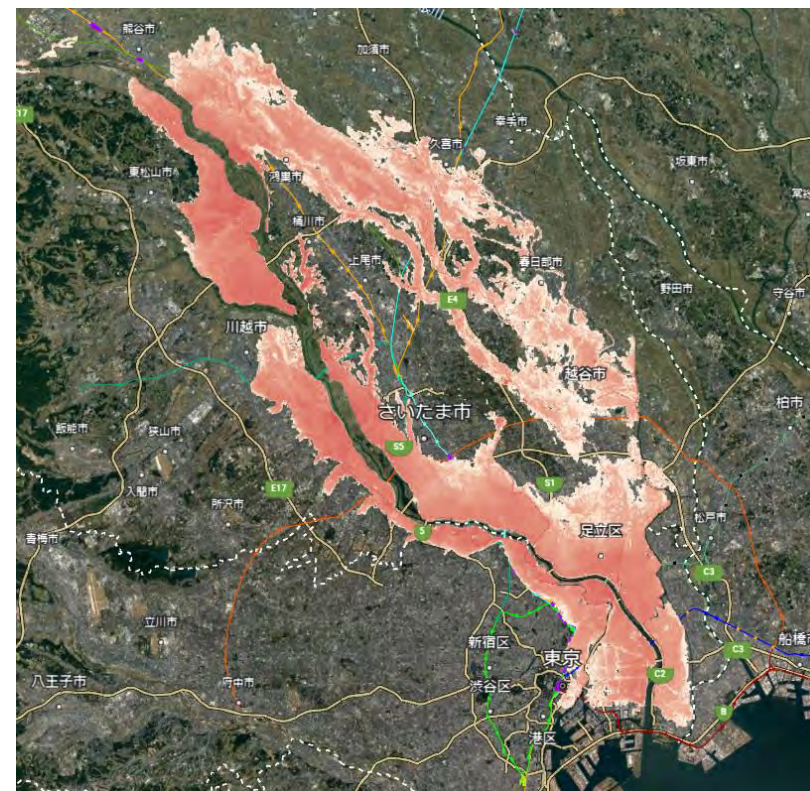 熊谷市
加須市
17
幸手市
久喜市
坂東市
東松山市
鴻巣市
桶川市
上尾市
春日部市
野田市
守谷市
E4
川越市
越谷市
さいたま市
柏市
飯能市
狭山市
S5
入間市
E17
S1
所沢市
松戸市
足立区
青梅市
5
C3
立川市
新宿区
船橋
東京
C3
八王子市
府中市
渋谷区
C2
港区
B